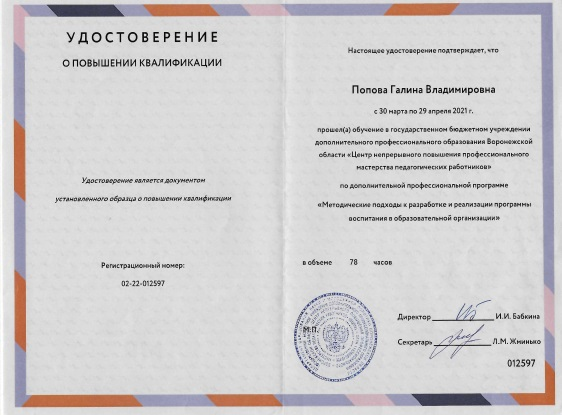 УДОСТОВЕРЕНИЕ
О ПОВЫШЕНИИ КВАЛИФИКАЦИИ
Удостоверение является документом
установленного образца о повышении квалификации
Регистрационный номер:
02-22-012597
Настоящее удостоверение подтверждает, что
Попова Галина Владимировна
с 30 марта по 29 апреля 2021 г.
прошел(а) обучение в государственном бюджетном учреждении
дополнительного профессионального образования Воронежской
области «Центр непрерывного повышения профессионального
мастерства педагогических работников»
по дополнительной профессиональной программе
«Методические подходы к разработке и реализации программы
воспитания в образовательной организации»
в объеме 78 часов
М.П.
Директор И.И. Бабкина
Секретарь Л.М. Жминько
012597